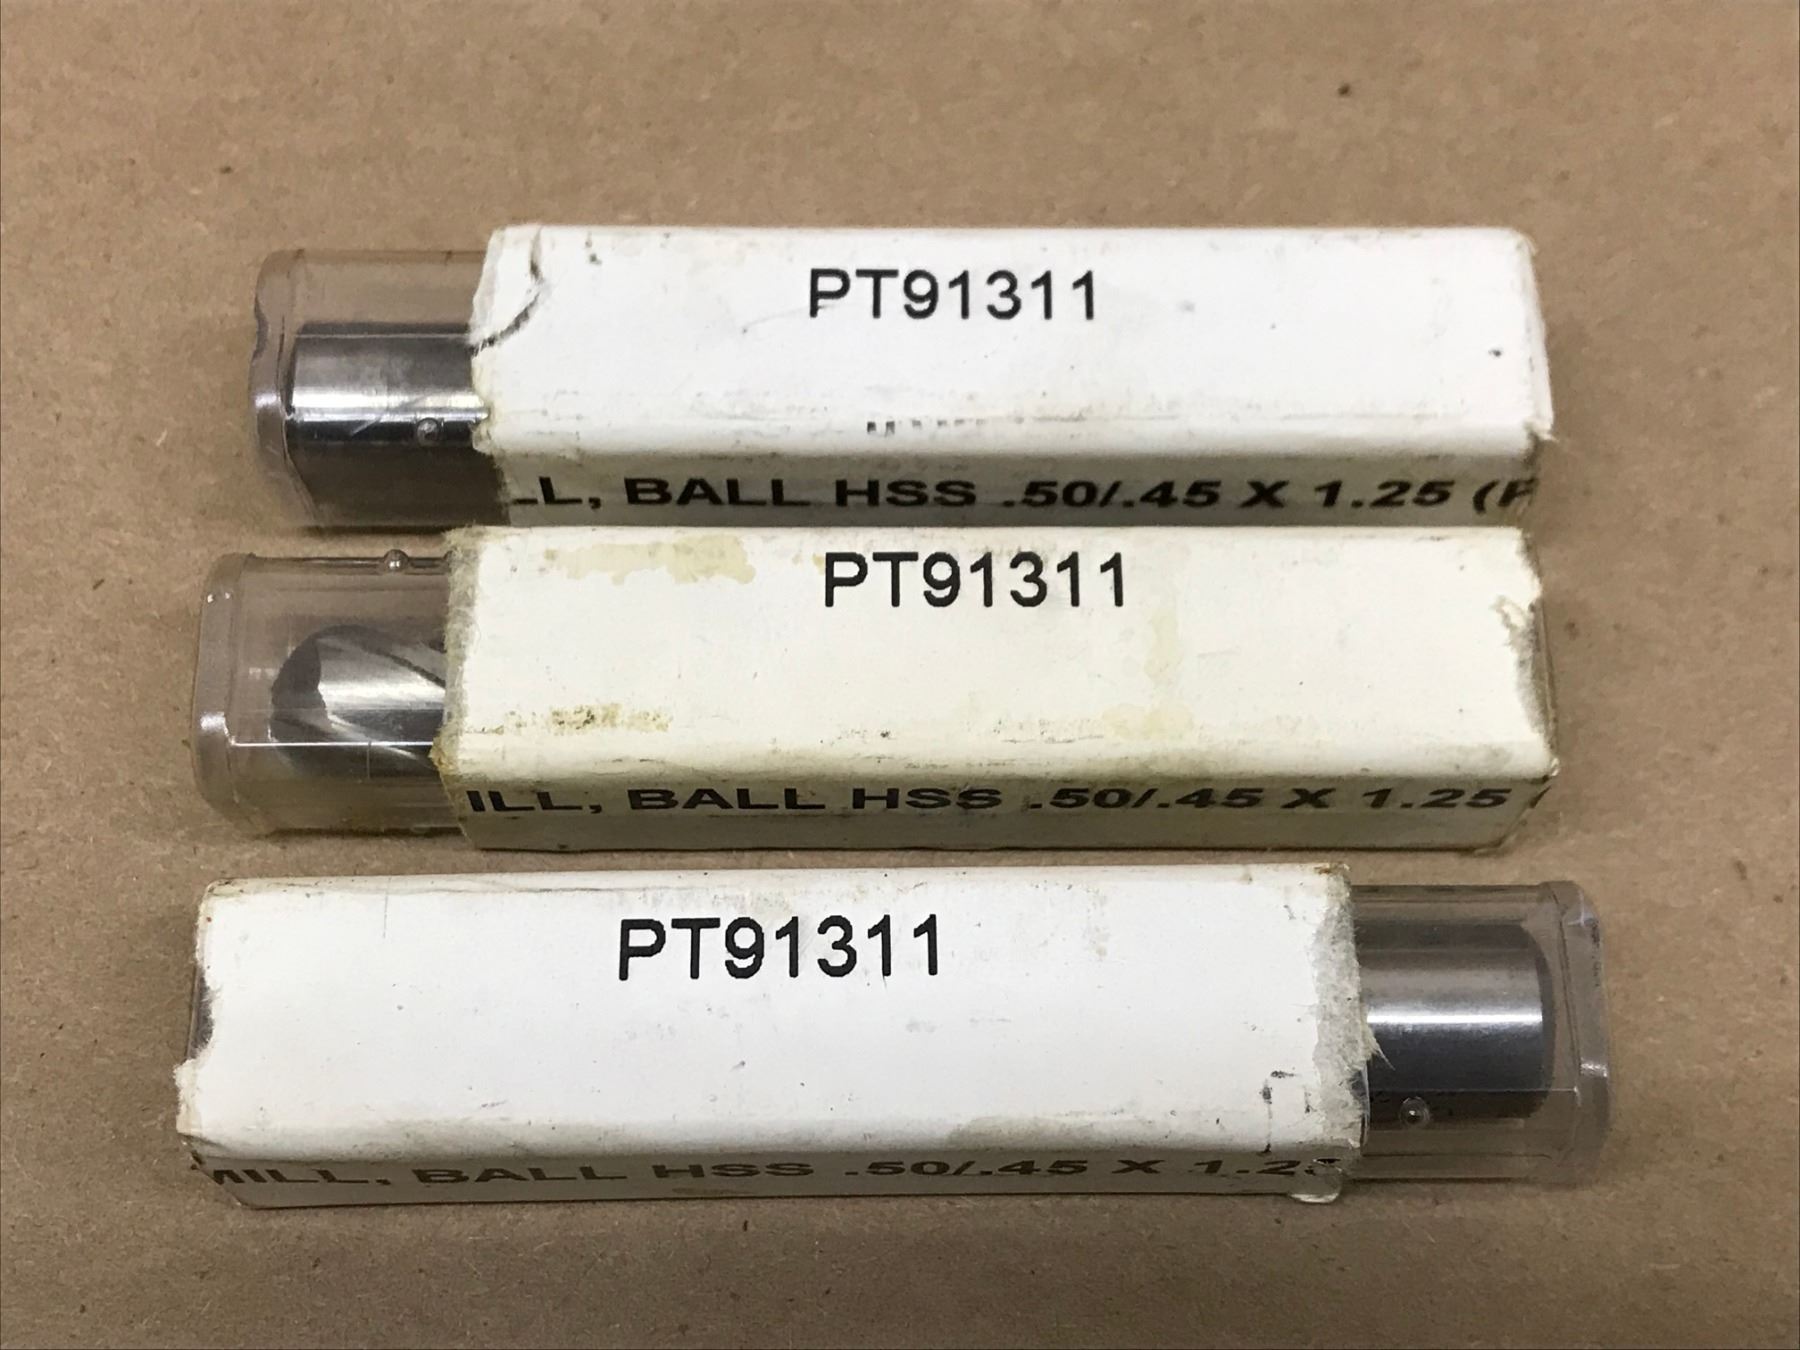 PT91311
LL, BALL HSS .50/.45 X 1.25 (
PT91311
ILL, BALL HSS .50/.45 X 1.25 (
PT91311
MILL, BALL HSS .50/.45 X 1.25